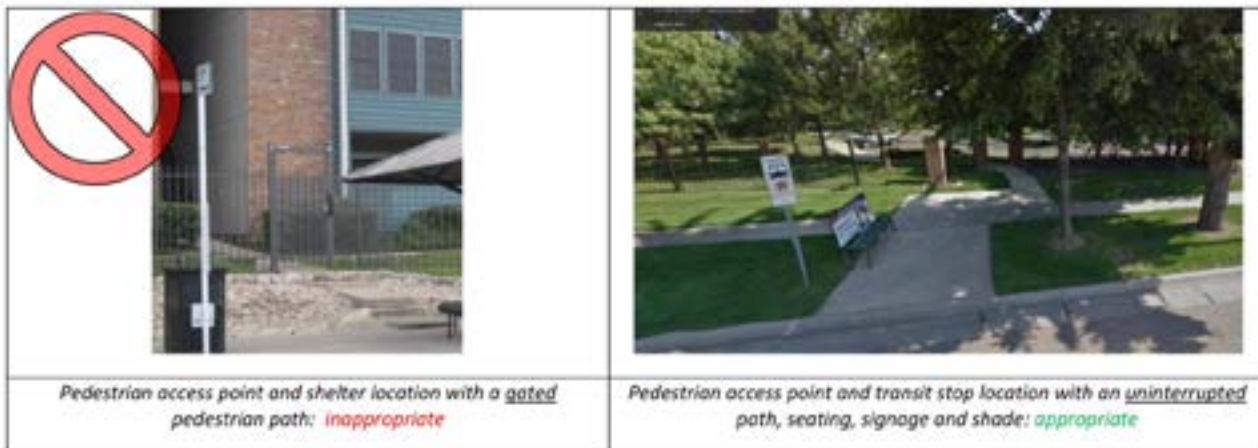 Pedestrian access point and shelter location with a gated
pedestrian path: inappropriate
Pedestrian access point and transit stop location with an uninterrupted
path, seating, signage and shade: appropriate